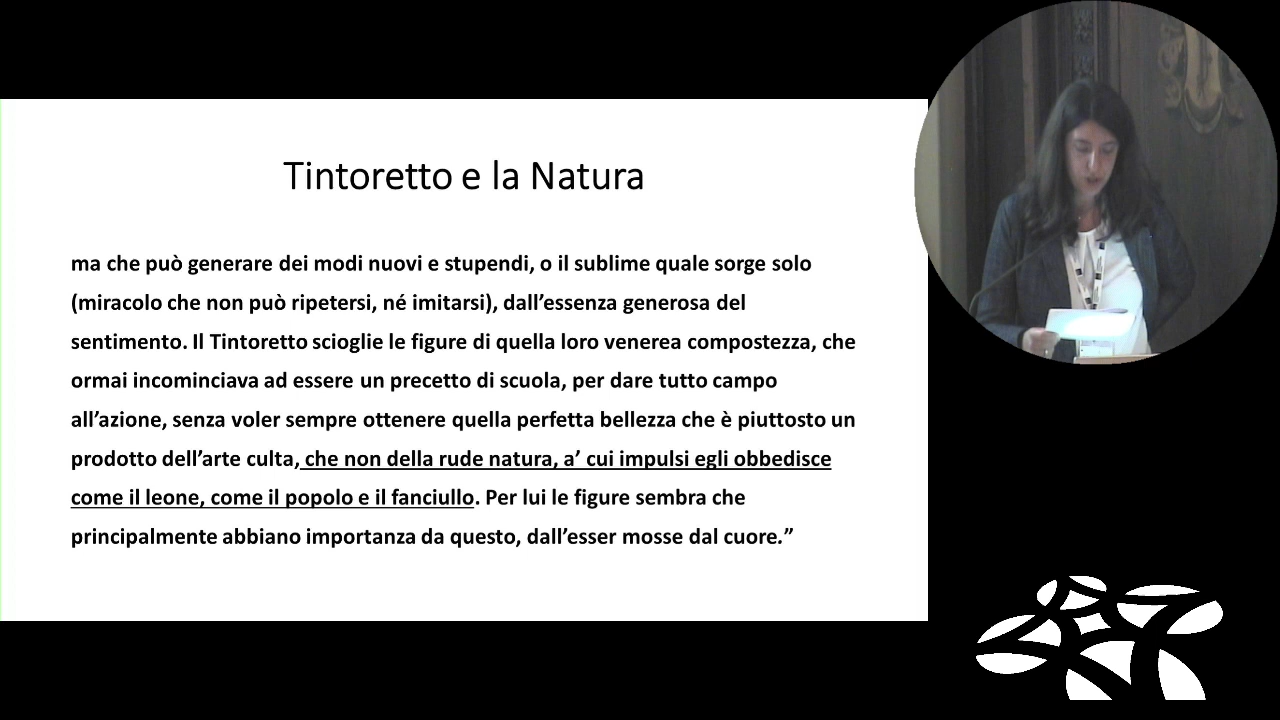 Tintoretto e la Natura
ma che può generare dei modi nuovi e stupendi, o il sublime quale sorge solo
(miracolo che non può ripetersi, né imitarsi), dall’essenza generosa del
sentimento. Il Tintoretto scioglie le figure di quella loro venerea compostezza, che
ormai incominciava ad essere un precetto di scuola, per dare tutto campo
all’azione, senza voler sempre ottenere quella perfetta bellezza che è piuttosto un
prodotto dell’arte culta, che non della rude natura, a’ cui impulsi egli obbedisce
come il leone, come il popolo e il fanciullo. Per lui le figure sembra che
principalmente abbiano importanza da questo, dall’esser mosse dal cuore.”